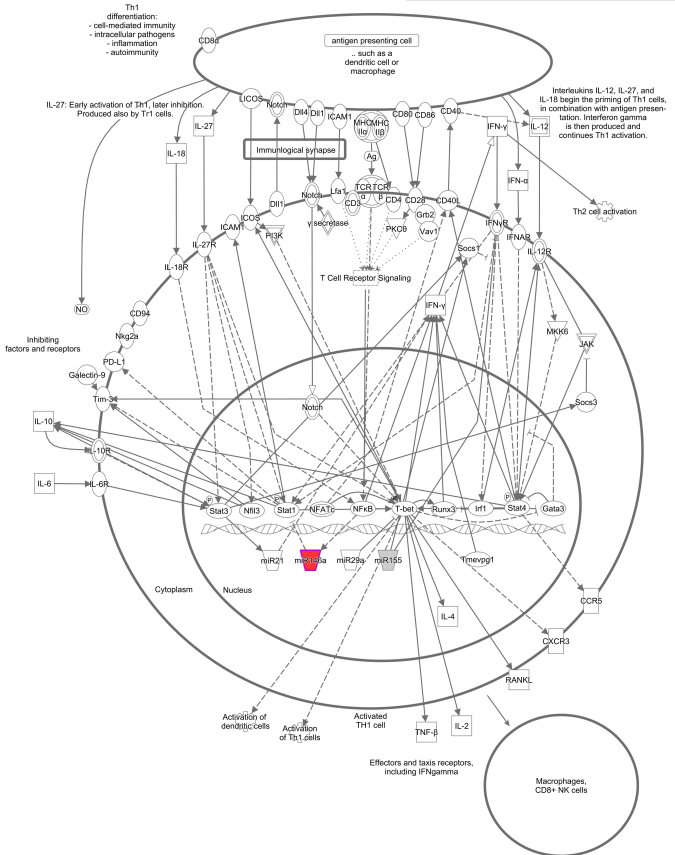 Th1
differentiation:
- cell-mediated immunity
- intracellular pathogens
- inflammation
- autoimmunity
CD8α
antigen presenting cell
.. such as a
dendritic cell or
macrophage
IL-27: Early activation of Th1, later inhibition.
Produced also by Tr1 cells.
Interleukins IL-12, IL-27, and
IL-18 begin the priming of Th1 cells,
in combination with antigen presen-
tation. Interferon gamma
is then produced and
continues Th1 activation.
LICOS
Notch
Dll4
Dll1
ICAM1
MHC
IIα
MHC
IIβ
CD80
CD86
CD40
IL-27
IFN-γ
IL-12
IL-18
Immunlogical synapse
Ag
IFN-α
Notch
Lfa1
TCR
α
TCR
β
CD3
CD4
CD28
CD40L
Dll1
ICOS
ICAM1
γ secretase
PI3K
PKCθ
Grb2
Vav1
IFNγR
IFNAR
Th2 cell activation
IL-27R
Socs1
IL-12R
IL-18R
T Cell Receptor Signaling
NO
CD94
IFN-γ
Nkg2a
MKK6
JAK
Inhibiting
factors and receptors
PD-L1
Galectin-9
Tim-3
Notch
Socs3
IL-10
IL-10R
IL-6
IL-6R
P
Stat3
Nfil3
P
Stat1
NFATc
NFκB
T-bet
Runx3
Irf1
P
Stat4
Gata3
miR21
miR146a
miR29a
miR155
Tmevpg1
Cytoplasm
Nucleus
CCR5
IL-4
CXCR3
RANKL
Activation of
dendritic cells
Activation
of Th1 cells
Activated
TH1 cell
TNF-β
IL-2
Effectors and taxis receptors,
including IFNgamma
Macrophages,
CD8+ NK cells